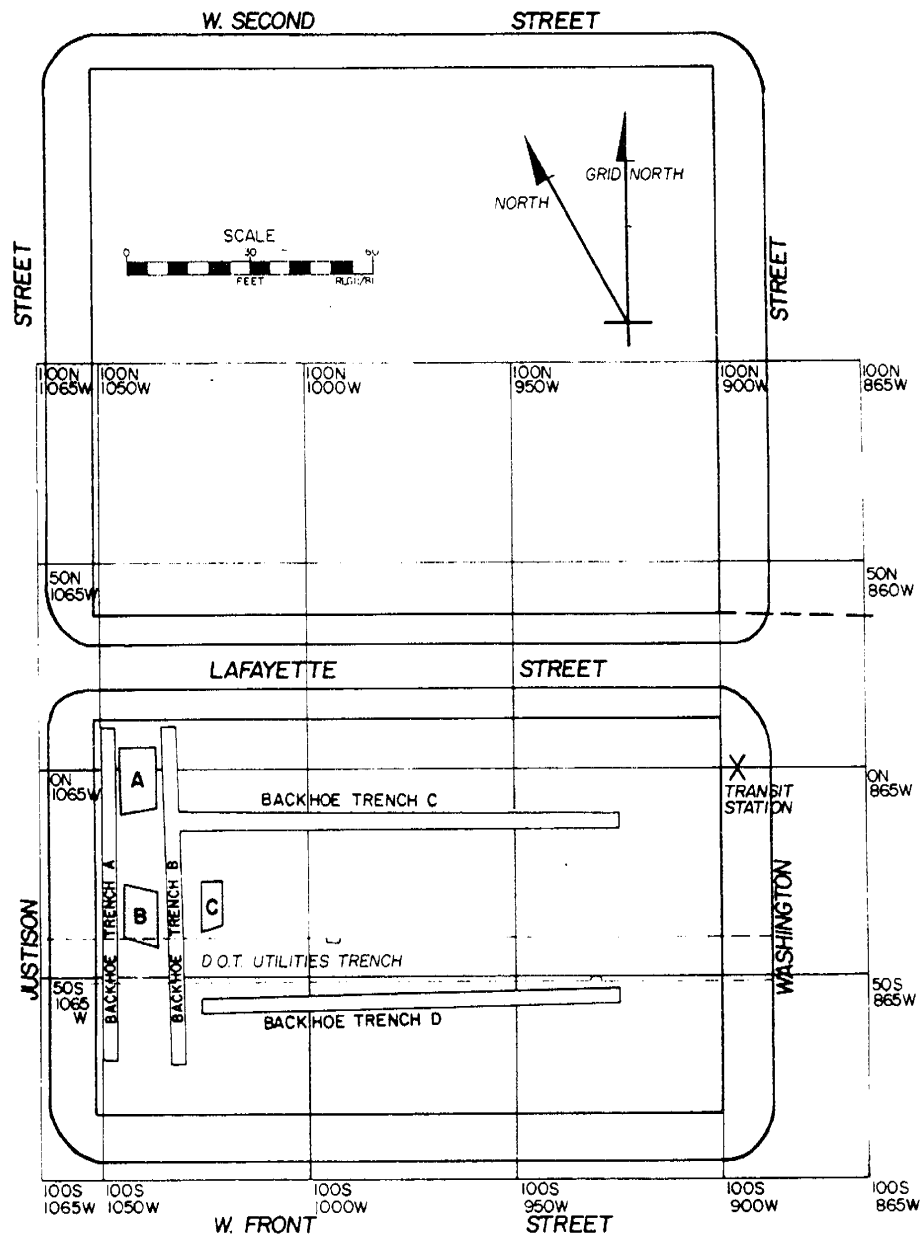 W. SECOND STREET
GRID NORTH
NORTH
SCALE
0 30 60
FEET
STREET
STREET
100N
1065W
100N
1050W
100N
1000W
100N
950W
100N
900W
100N
865W
50N
1065W
50N
860W
LAFAYETTE STREET
A
0N
1065W
0N
865W
TRANSIT
STATION
BACKHOE TRENCH C
BACKHOE TRENCH A
BACKHOE TRENCH B
B
C
JUSTISON
WASHINGTON
D.O.T. UTILITIES TRENCH
50S
1065
W
50S
865W
BACKHOE TRENCH D
100S
1065W
100S
1050W
100S
1000W
100S
950W
100S
900W
100S
865W
W. FRONT STREET